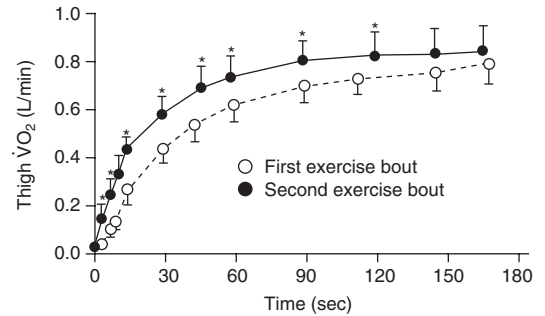 1.0
0.8
0.6
0.4
0.2
0.0
Thigh V̇O₂ (L/min)
* * * * * * * *
First exercise bout
Second exercise bout
0 30 60 90 120 150 180
Time (sec)